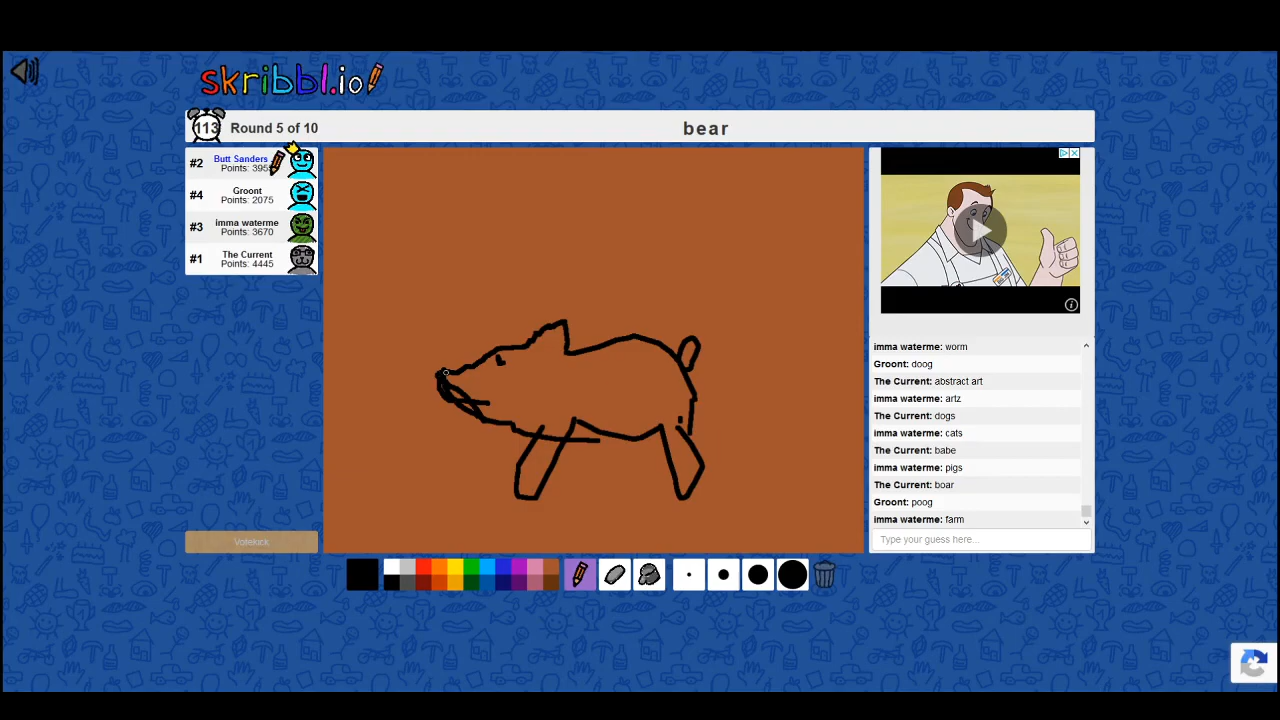 skribbl.io
113
Round 5 of 10
bear
#2
Butt Sanders
Points: 3955
#4
Groont
Points: 2075
#3
imma waterme
Points: 3670
#1
The Current
Points: 4445
imma waterme: worm
Groont: doog
The Current: abstract art
imma waterme: artz
The Current: dogs
imma waterme: cats
The Current: babe
imma waterme: pigs
The Current: boar
Groont: poog
imma waterme: farm
Votekick
Type your guess here...